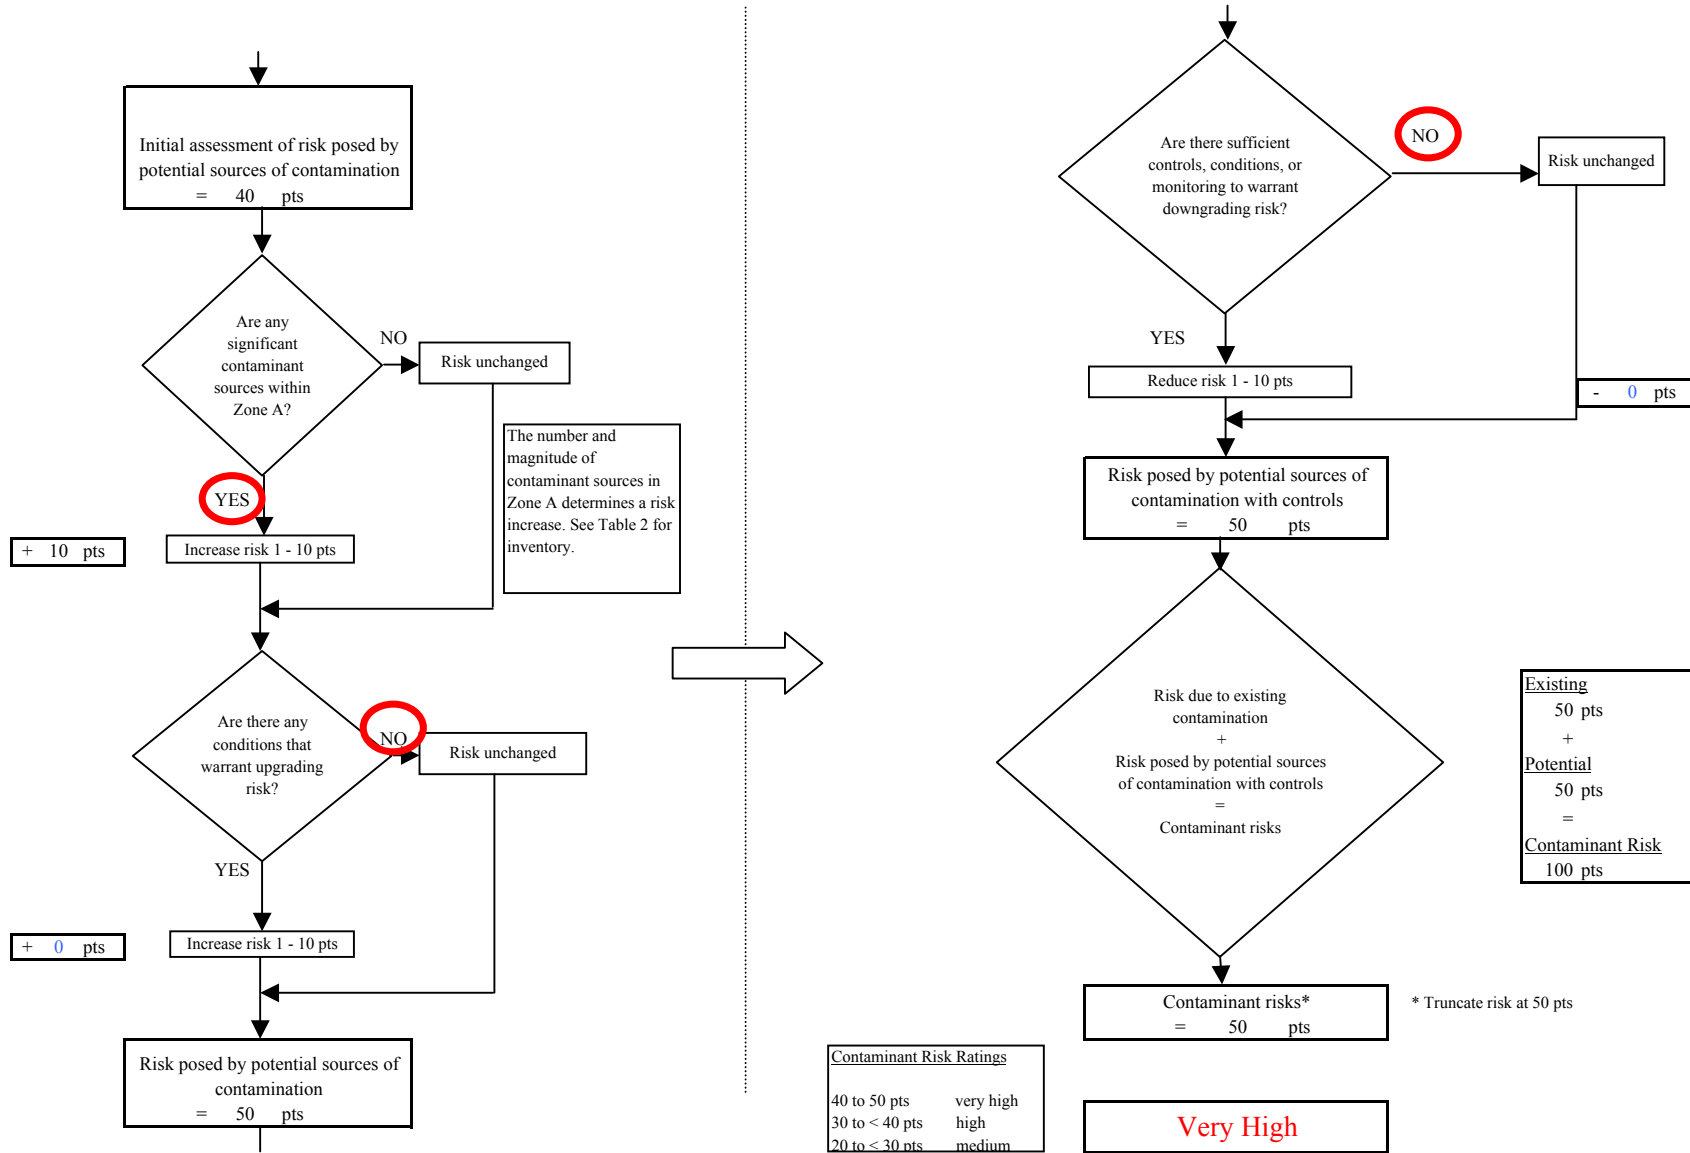 Initial assessment of risk posed by
potential sources of contamination
= 40 pts
Are any
significant
contaminant
sources within
Zone A?
NO
Risk unchanged
The number and
magnitude of
contaminant sources in
Zone A determines a risk
increase. See Table 2 for
inventory.
YES
+ 10 pts
Increase risk 1 - 10 pts
Are there any
conditions that
warrant upgrading
risk?
NO
Risk unchanged
YES
+ 0 pts
Increase risk 1 - 10 pts
Risk posed by potential sources of
contamination
= 50 pts
Are there sufficient
controls, conditions, or
monitoring to warrant
downgrading risk?
NO
Risk unchanged
YES
Reduce risk 1 - 10 pts
- 0 pts
Risk posed by potential sources of
contamination with controls
= 50 pts
Risk due to existing
contamination
+
Risk posed by potential sources
of contamination with controls
=
Contaminant risks
Existing
50 pts
+
Potential
50 pts
=
Contaminant Risk
100 pts
Contaminant risks*
= 50 pts
* Truncate risk at 50 pts
Contaminant Risk Ratings
40 to 50 pts very high
30 to < 40 pts high
20 to < 30 pts medium
Very High